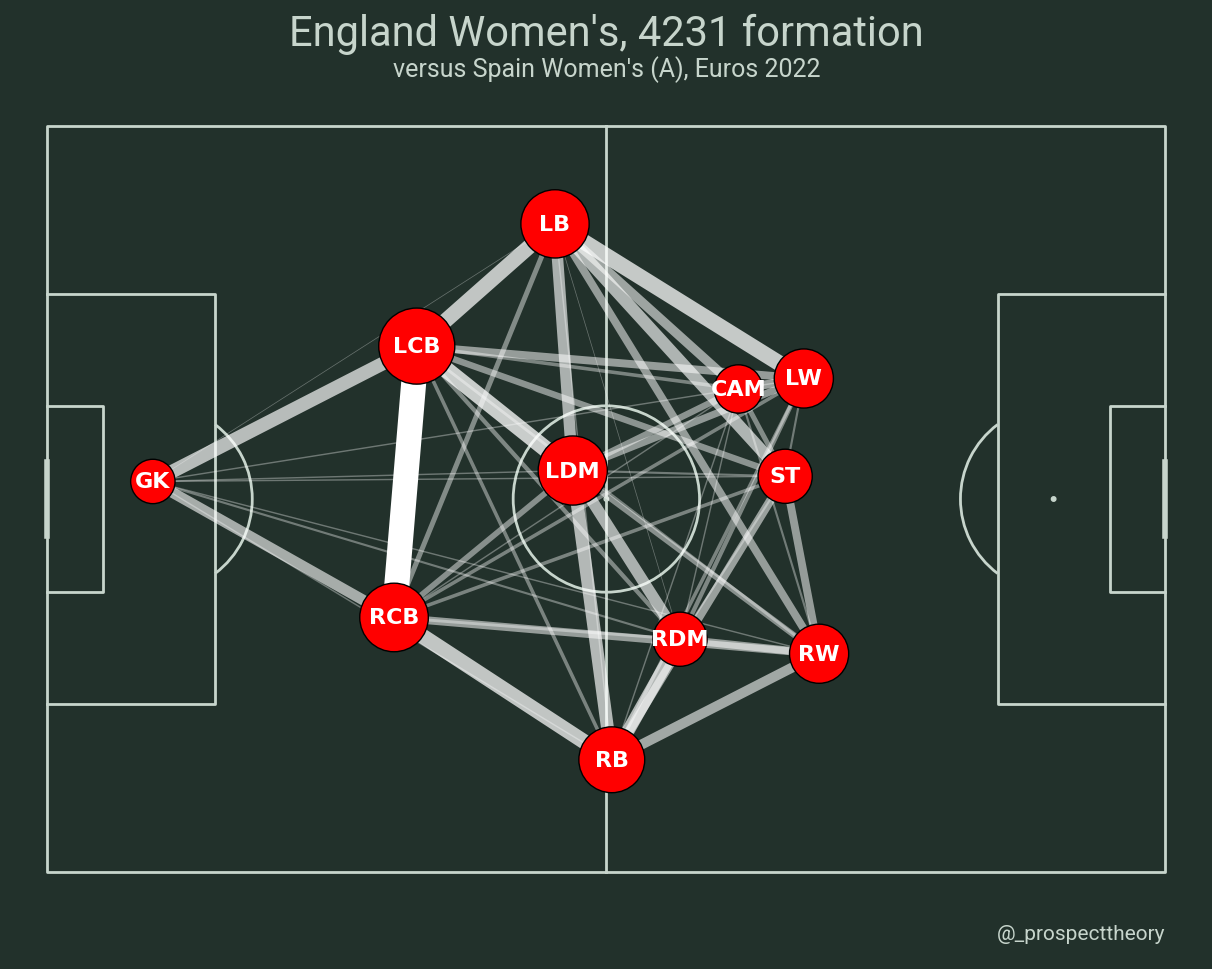 England Women's, 4231 formation
versus Spain Women's (A), Euros 2022
LB
LCB
CAM
LW
LDM
ST
GK
RCB
RDM
RW
RB
@_prospecttheory